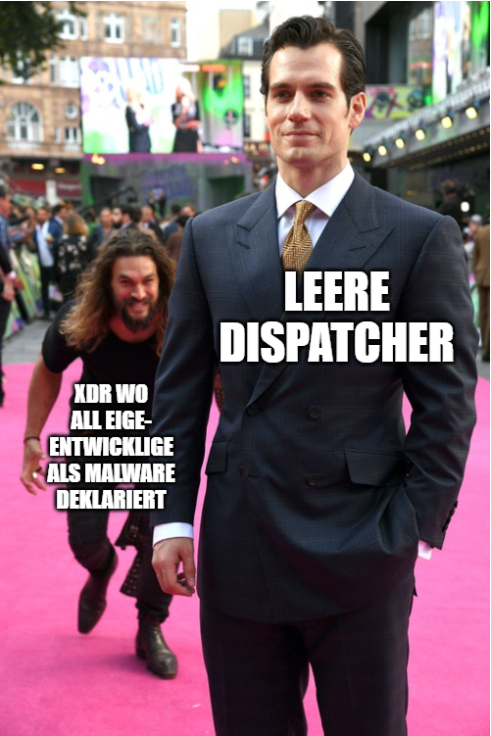 LEERE
DISPATCHER
XDR WO
ALL EIGE-
ENTWICKLIGE
ALS MALWARE
DEKLARIERT